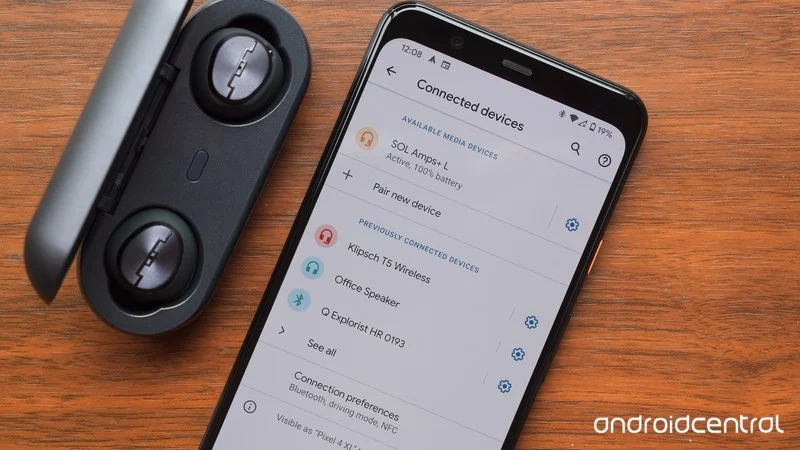 12:08
19%
Connected devices
AVAILABLE MEDIA DEVICES
SOL Amps+ L
Active, 100% battery
Pair new device
PREVIOUSLY CONNECTED DEVICES
Klipsch T5 Wireless
Office Speaker
Q Explorist HR 0193
See all
Connection preferences
Bluetooth, driving mode, NFC
Visible as "Pixel 4 XL"
androidcentral